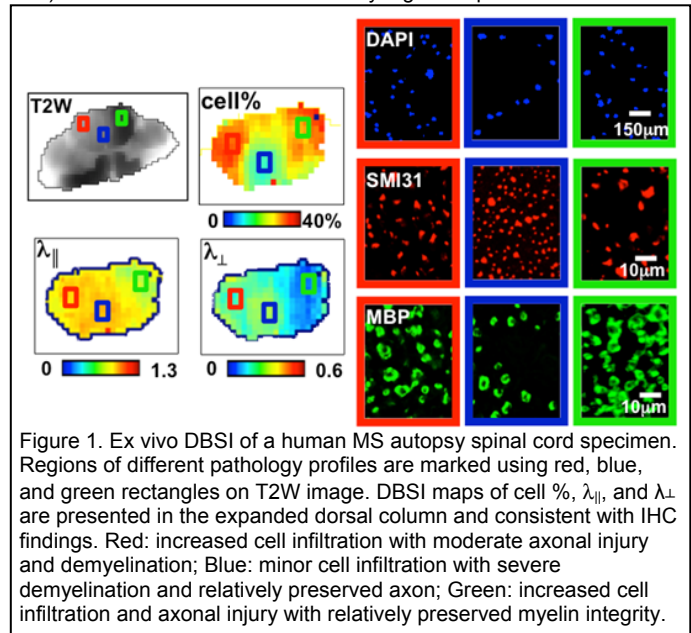 DAPI
T2W
cell%
150μm
SMI31
0 40%
λ||
λ⊥
10μm
MBP
0 1.3
0 0.6
10μm
Figure 1. Ex vivo DBSI of a human MS autopsy spinal cord specimen.
Regions of different pathology profiles are marked using red, blue,
and green rectangles on T2W image. DBSI maps of cell %, λ||, and λ⊥
are presented in the expanded dorsal column and consistent with IHC
findings. Red: increased cell infiltration with moderate axonal injury
and demyelination; Blue: minor cell infiltration with severe
demyelination and relatively preserved axon; Green: increased cell
infiltration and axonal injury with relatively preserved myelin integrity.